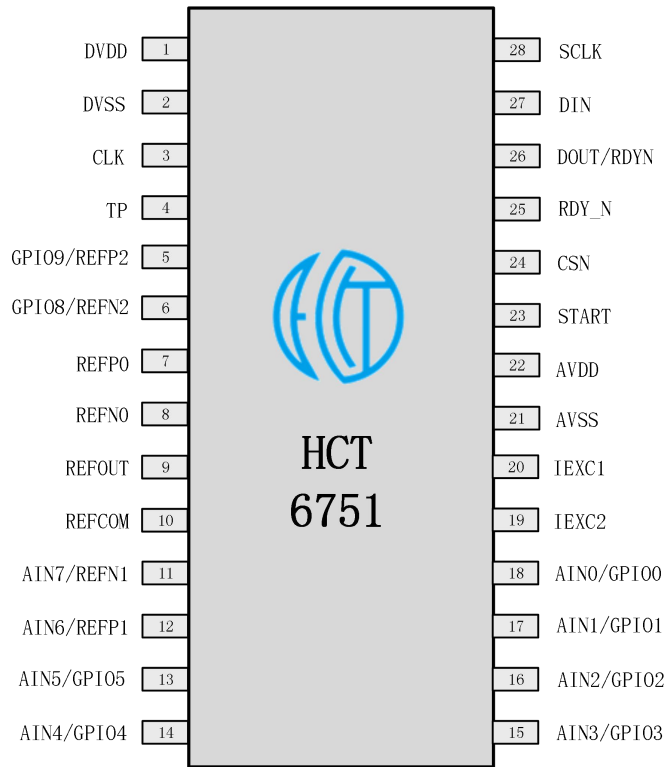 DVDD 1 28 SCLK
DVSS 2 27 DIN
CLK 3 26 DOUT/RDYN
TP 4 25 RDY_N
GPIO9/REFP2 5 24 CSN
GPIO8/REFN2 6 23 START
REFP0 7 22 AVDD
REFN0 8 21 AVSS
HCT
REFOUT 9 20 IEXC1
6751
REFCOM 10 19 IEXC2
AIN7/REFN1 11 18 AIN0/GPIO0
AIN6/REFP1 12 17 AIN1/GPIO1
AIN5/GPIO5 13 16 AIN2/GPIO2
AIN4/GPIO4 14 15 AIN3/GPIO3